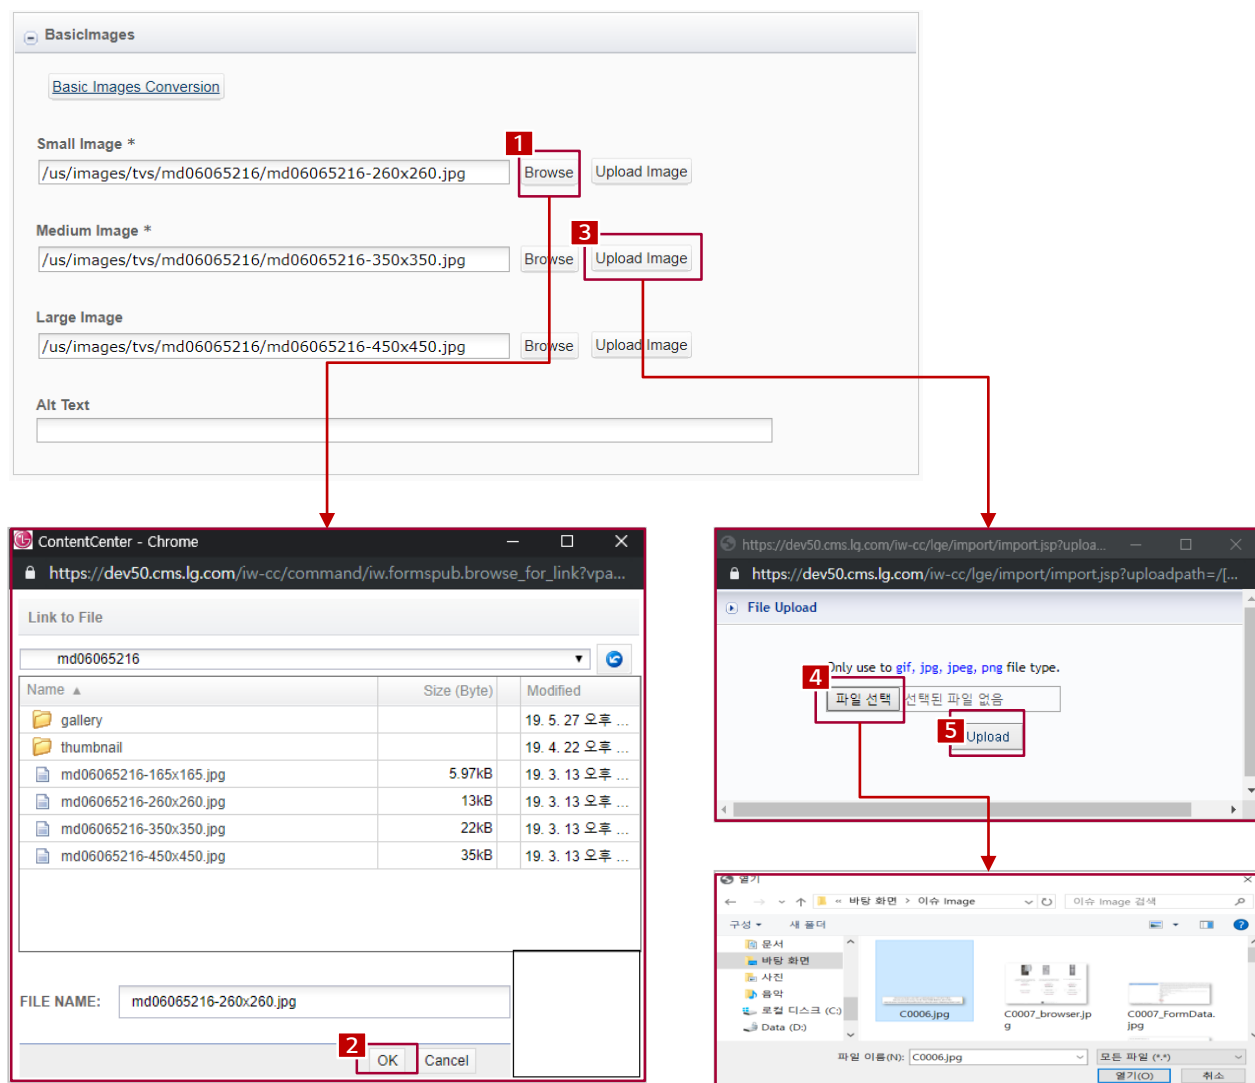 BasicImages
Basic Images Conversion
Small Image *
1
/us/images/tvs/md06065216/md06065216-260x260.jpg Browse Upload Image
Medium Image *
3
/us/images/tvs/md06065216/md06065216-350x350.jpg Browse Upload Image
Large Image
/us/images/tvs/md06065216/md06065216-450x450.jpg Browse Upload Image
Alt Text
ContentCenter - Chrome
https://dev50.cms.lg.com/iw-cc/command/iw.formspub.browse_for_link?vpa...
Link to File
md06065216
Name Size (Byte) Modified
gallery 19. 5. 27 오후 ...
thumbnail 19. 4. 22 오후 ...
md06065216-165x165.jpg 5.97kB 19. 3. 13 오후 ...
md06065216-260x260.jpg 13kB 19. 3. 13 오후 ...
md06065216-350x350.jpg 22kB 19. 3. 13 오후 ...
md06065216-450x450.jpg 35kB 19. 3. 13 오후 ...
FILE NAME: md06065216-260x260.jpg
2
OK Cancel
https://dev50.cms.lg.com/iw-cc/lge/import/import.jsp?uploa...
https://dev50.cms.lg.com/iw-cc/lge/import/import.jsp?uploadpath=/[...
File Upload
Only use to gif, jpg, jpeg, png file type.
4
파일 선택 선택된 파일 없음
5
Upload
열기
« 바탕 화면 > 이슈 Image 이슈 Image 검색
구성 새 폴더
문서
바탕 화면
사진
음악
로컬 디스크 (C:)
Data (D:)
C0006.jpg
C0007_browser.jp
g
C0007_FormData.
jpg
파일 이름(N): C0006.jpg 모든 파일 (*.*)
열기(O) 취소